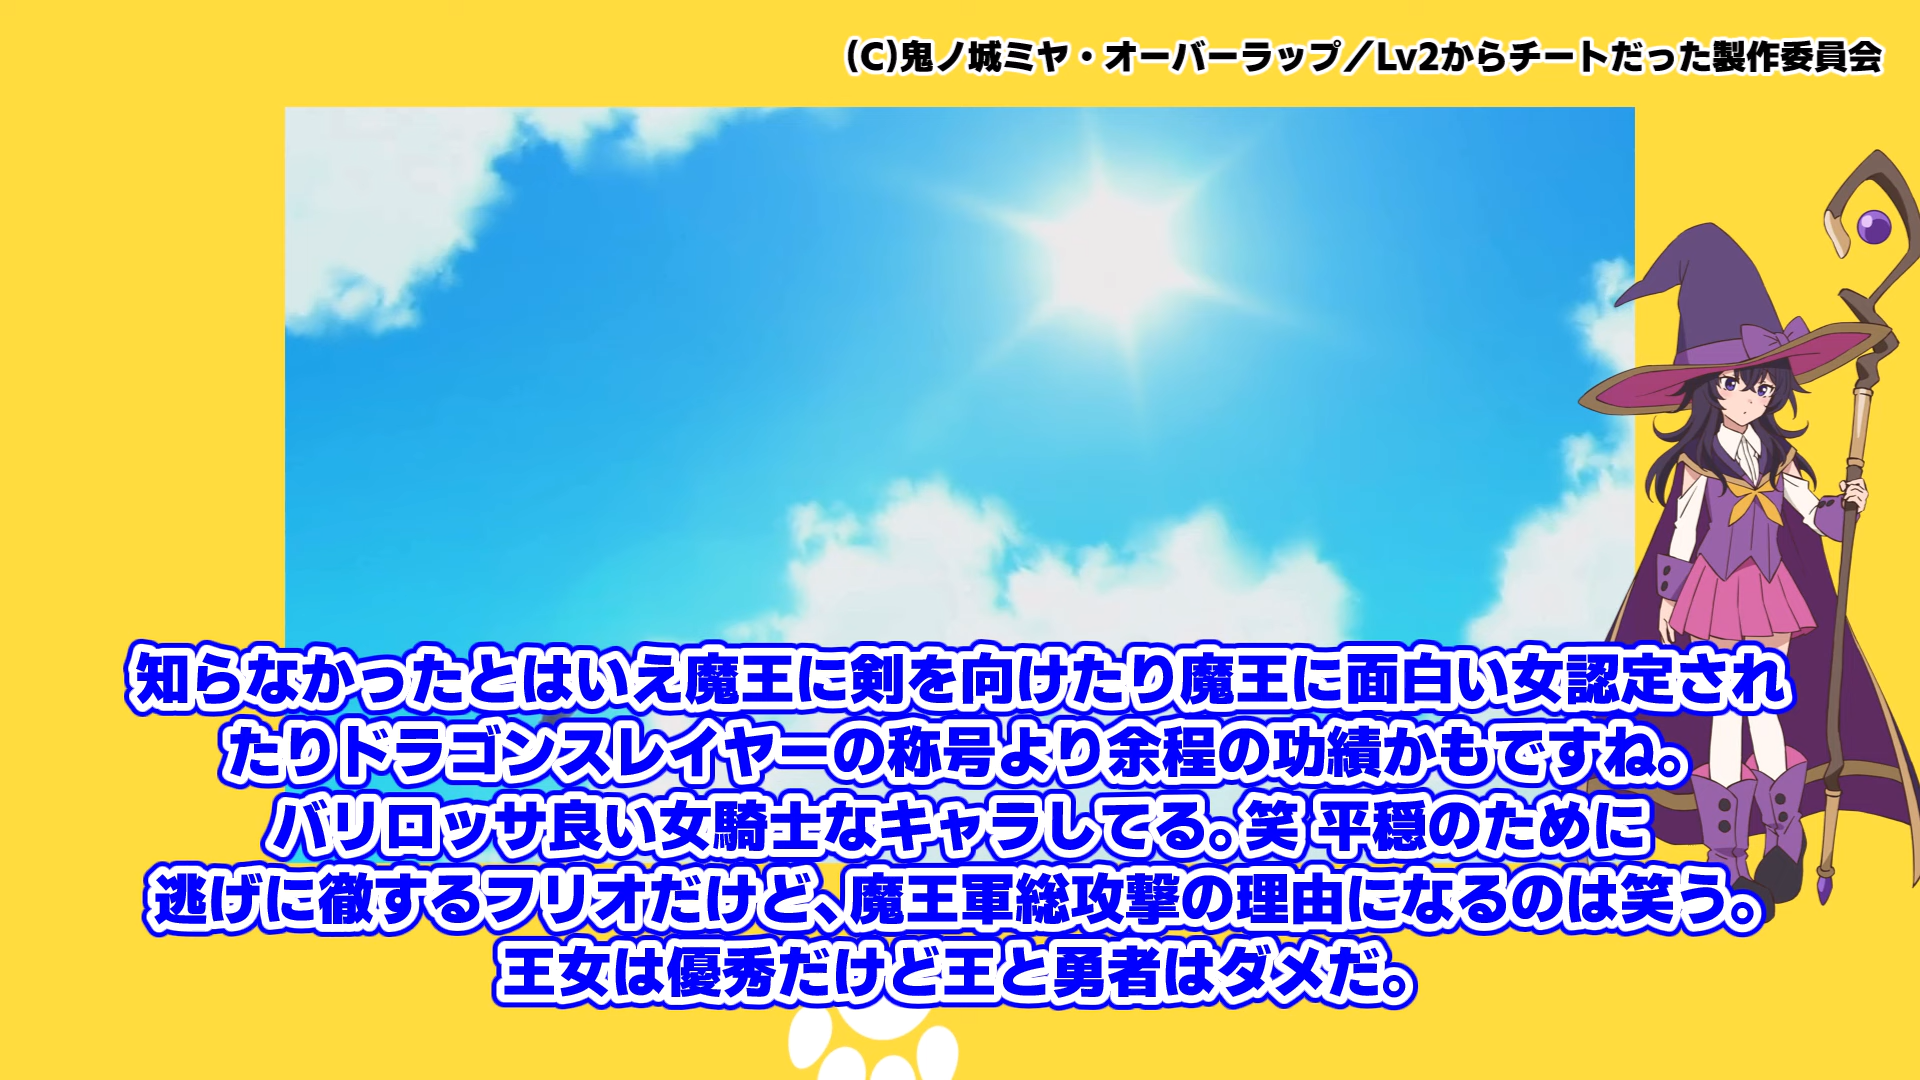 (C)鬼ノ城ミヤ・オーバーラップ／Lv2からチートだった製作委員会
知らなかったとはいえ魔王に剣を向けたり魔王に面白い女認定され
たりドラゴンスレイヤーの称号より余程の功績かもですね。
バリロッサ良い女騎士なキャラしてる。笑 平穏のために
逃げに徹するフリオだけど、魔王軍総攻撃の理由になるのは笑う。
王女は優秀だけど王と勇者はダメだ。